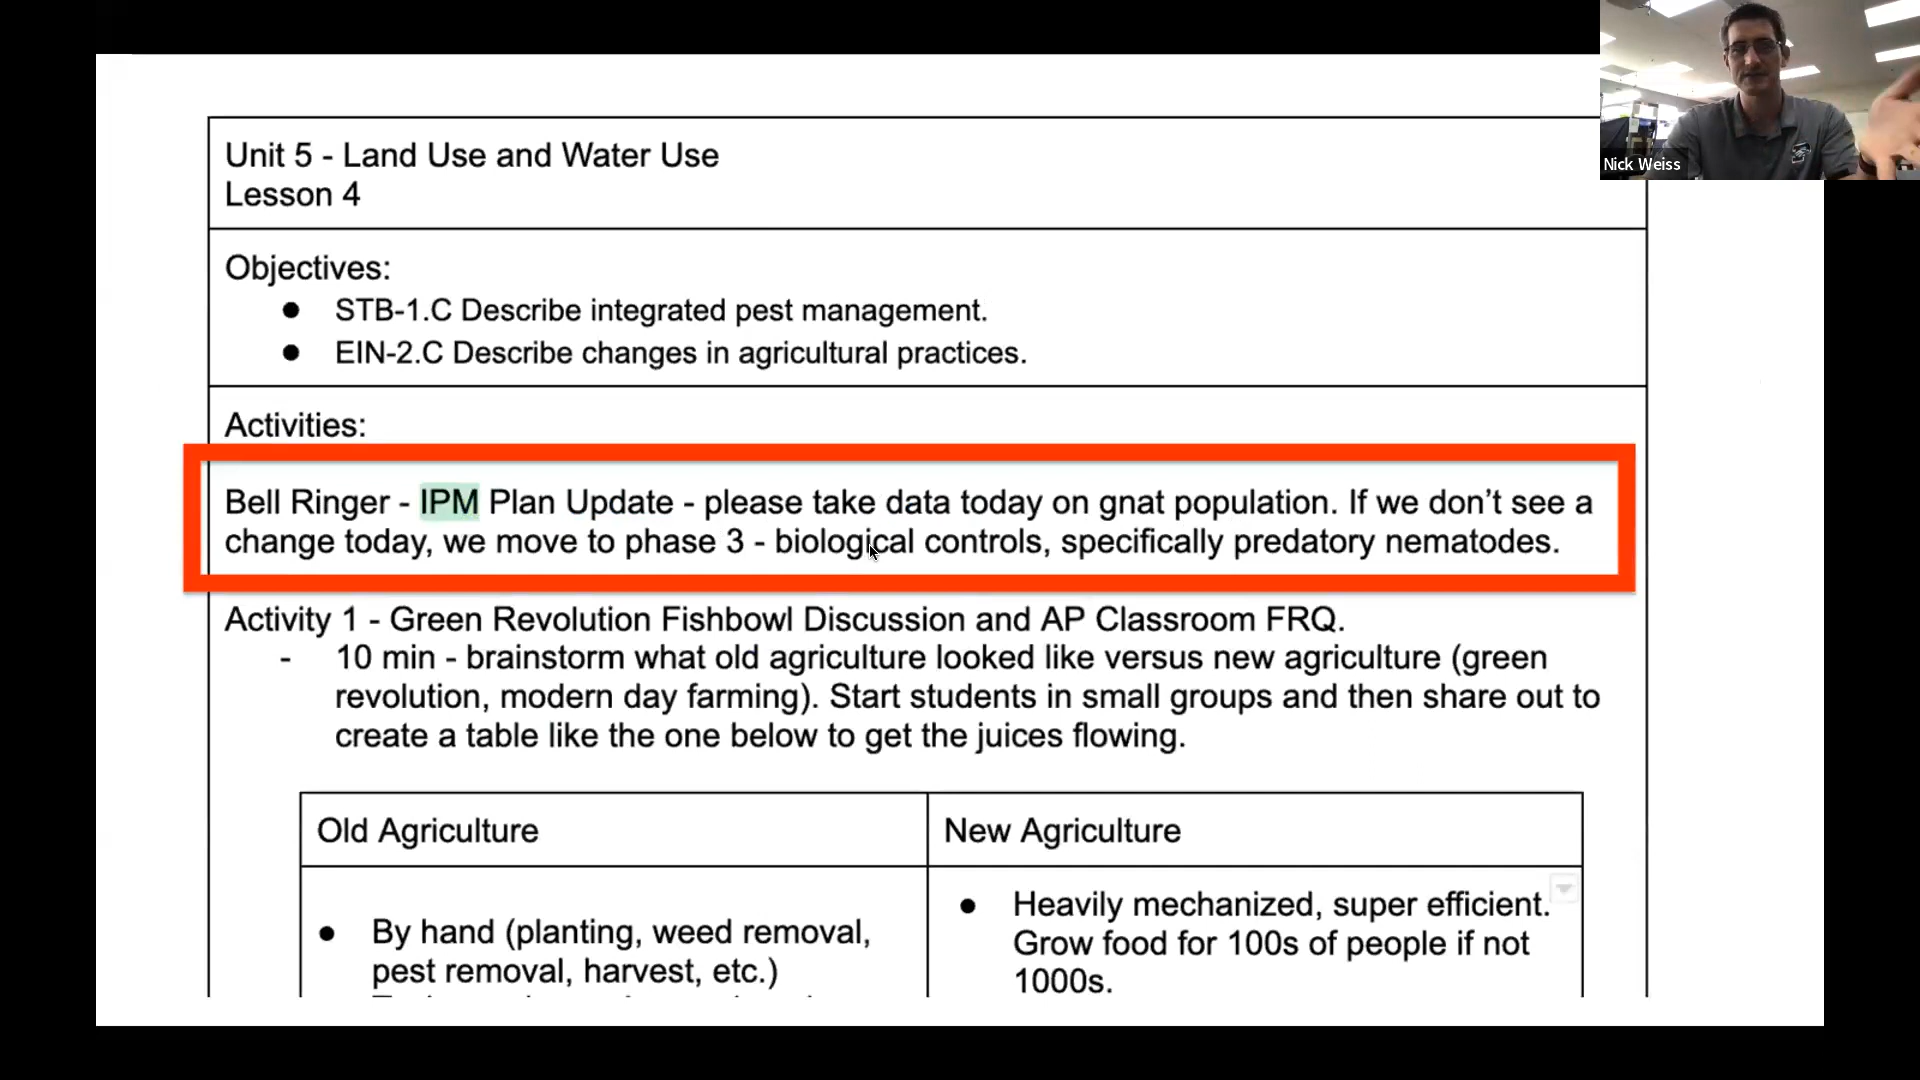 Nick Weiss
Unit 5 - Land Use and Water Use
Lesson 4
Objectives:
● STB-1.C Describe integrated pest management.
● EIN-2.C Describe changes in agricultural practices.
Activities:
Bell Ringer - IPM Plan Update - please take data today on gnat population. If we don’t see a
change today, we move to phase 3 - biological controls, specifically predatory nematodes.
Activity 1 - Green Revolution Fishbowl Discussion and AP Classroom FRQ.
- 10 min - brainstorm what old agriculture looked like versus new agriculture (green
revolution, modern day farming). Start students in small groups and then share out to
create a table like the one below to get the juices flowing.
Old Agriculture
● By hand (planting, weed removal,
pest removal, harvest, etc.)
New Agriculture
● Heavily mechanized, super efficient.
Grow food for 100s of people if not
1000s.